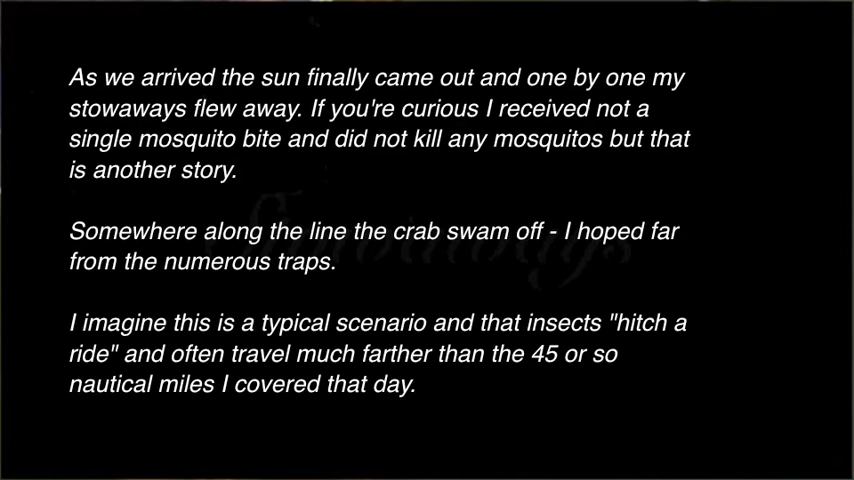 As we arrived the sun finally came out and one by one my
stowaways flew away. If you're curious I received not a
single mosquito bite and did not kill any mosquitos but that
is another story.
Somewhere along the line the crab swam off - I hoped far
from the numerous traps.
I imagine this is a typical scenario and that insects "hitch a
ride" and often travel much farther than the 45 or so
nautical miles I covered that day.